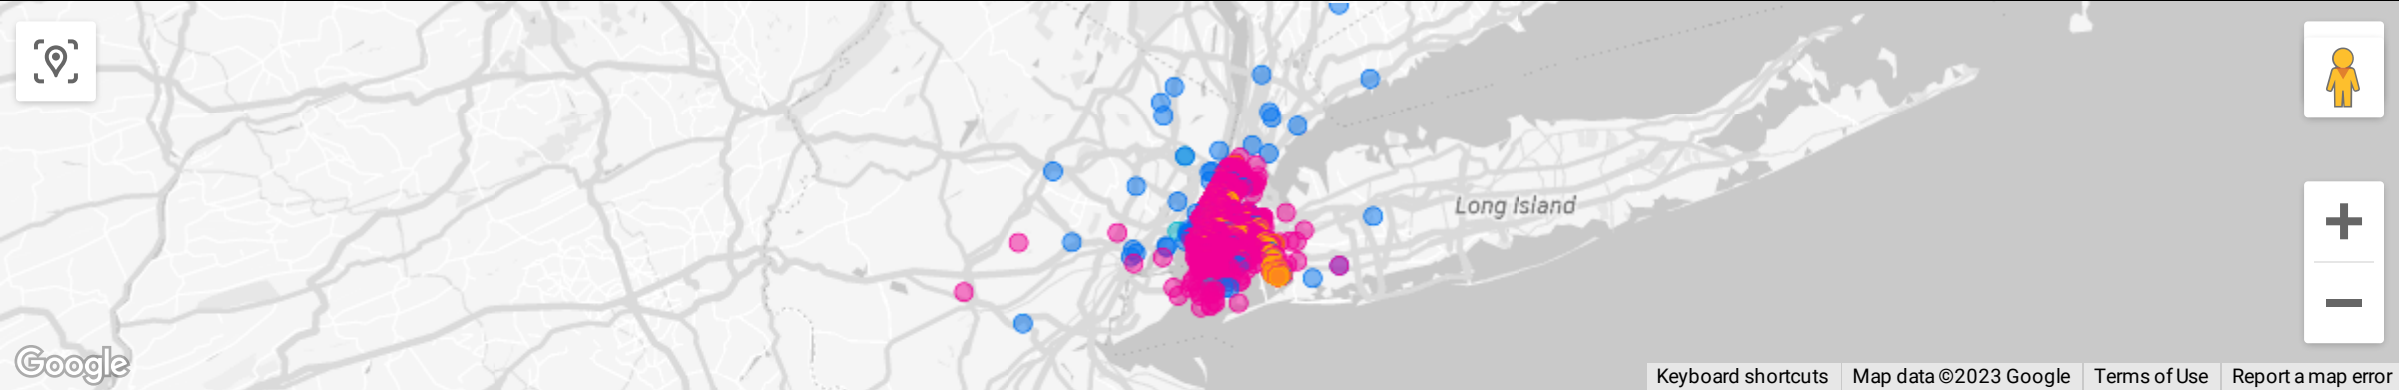 Long Island
Google
Keyboard shortcuts
Map data ©2023 Google
Terms of Use
Report a map error